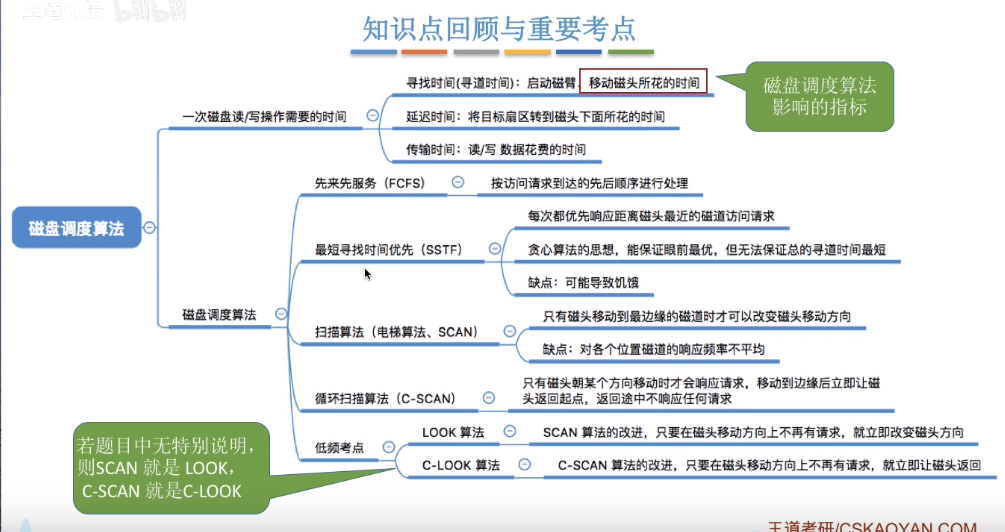 王道考研 bilibili
知识点回顾与重要考点
寻找时间(寻道时间)：启动磁臂、移动磁头所花的时间
磁盘调度算法
影响的指标
一次磁盘读/写操作需要的时间
延迟时间：将目标扇区转到磁头下面所花的时间
传输时间：读/写 数据花费的时间
先来先服务（FCFS）
按访问请求到达的先后顺序进行处理
磁盘调度算法
每次都优先响应距离磁头最近的磁道访问请求
最短寻找时间优先（SSTF）
贪心算法的思想，能保证眼前最优，但无法保证总的寻道时间最短
缺点：可能导致饥饿
磁盘调度算法
只有磁头移动到最边缘的磁道时才可以改变磁头移动方向
扫描算法（电梯算法、SCAN）
缺点：对各个位置磁道的响应频率不平均
循环扫描算法（C-SCAN）
只有磁头朝某个方向移动时才会响应请求，移动到边缘后立即让磁
头返回起点，返回途中不响应任何请求
低频考点
LOOK 算法
SCAN 算法的改进，只要在磁头移动方向上不再有请求，就立即改变磁头方向
C-LOOK 算法
C-SCAN 算法的改进，只要在磁头移动方向上不再有请求，就立即让磁头返回
若题目中无特别说明，
则SCAN 就是 LOOK，
C-SCAN 就是C-LOOK
王道考研/CSKAOYAN.COM